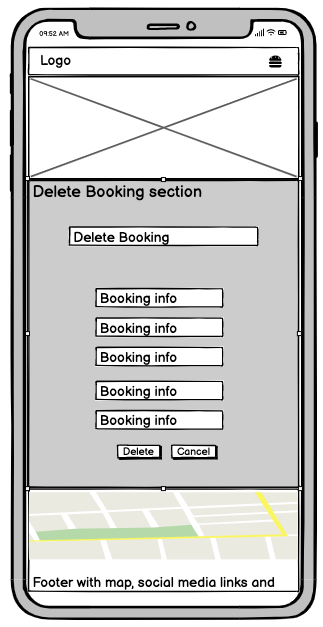 09:52 AM
Logo
Delete Booking section
Delete Booking
Booking info
Booking info
Booking info
Booking info
Booking info
Delete Cancel
Footer with map, social media links and